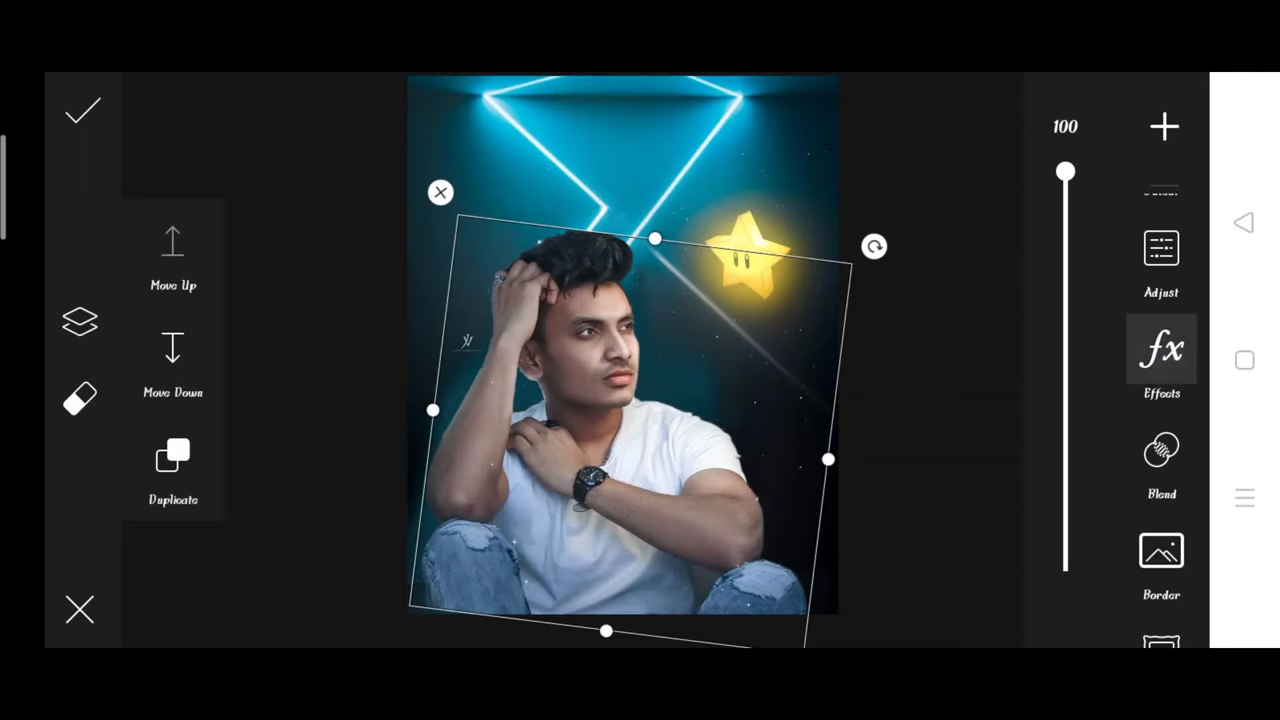 100
Adjust
Effects
Blend
Border
Move Up
Move Down
Duplicate